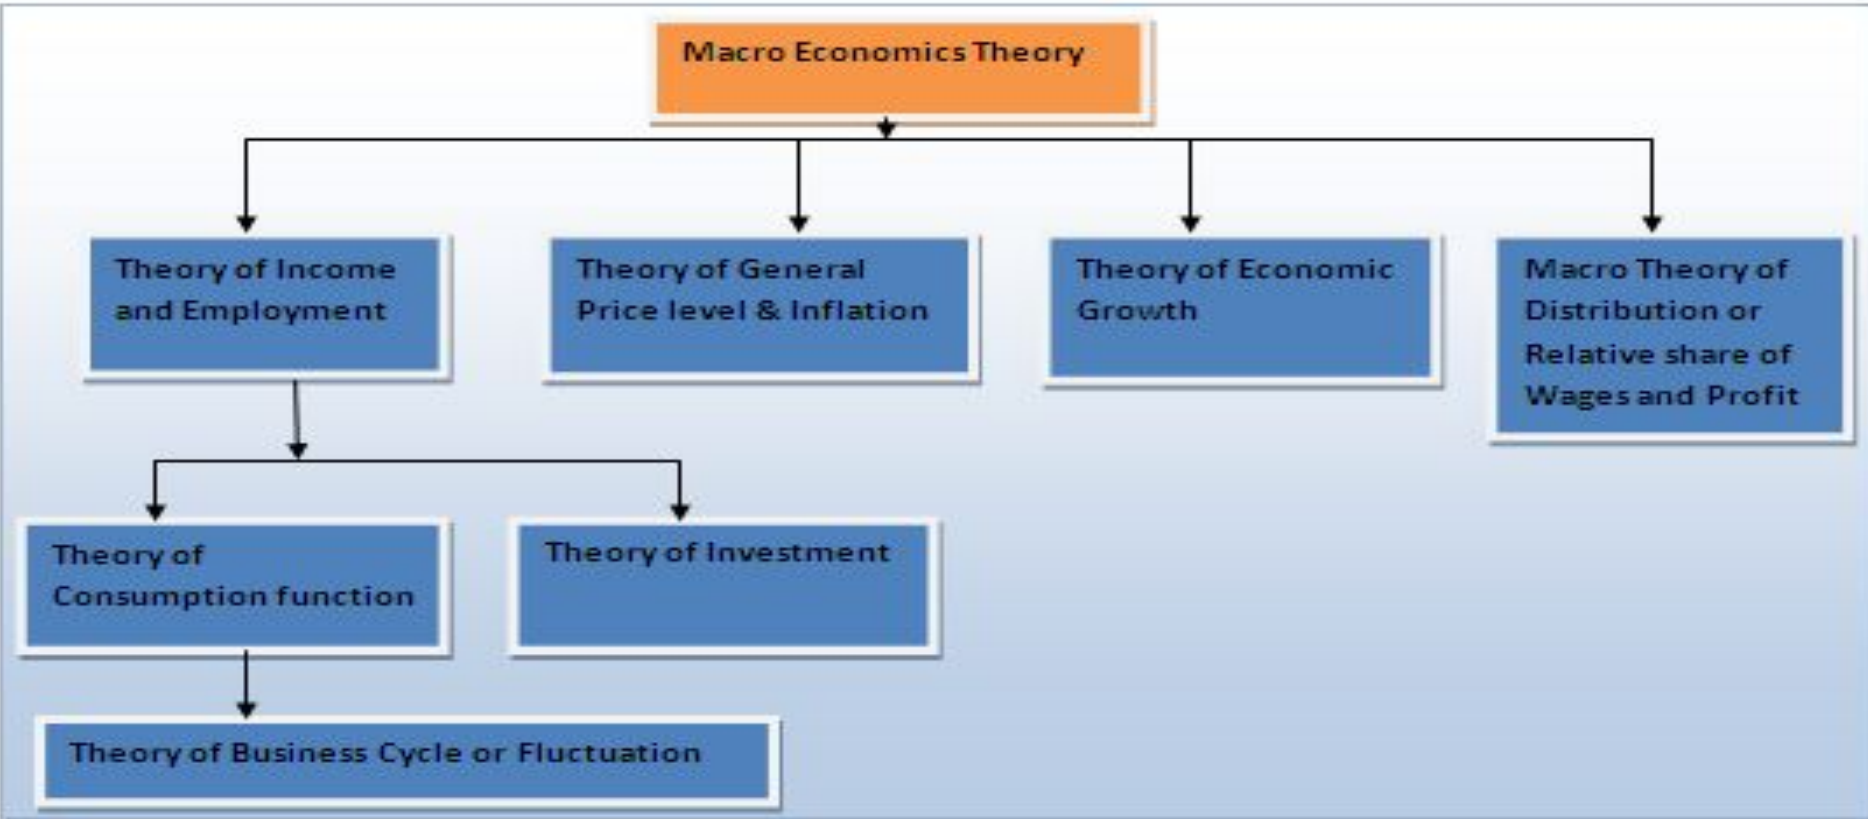 Macro Economics Theory
Theory of Income
and Employment
Theory of General
Price level & Inflation
Theory of Economic
Growth
Macro Theory of
Distribution or
Relative share of
Wages and Profit
Theory of
Consumption function
Theory of Investment
Theory of Business Cycle or Fluctuation